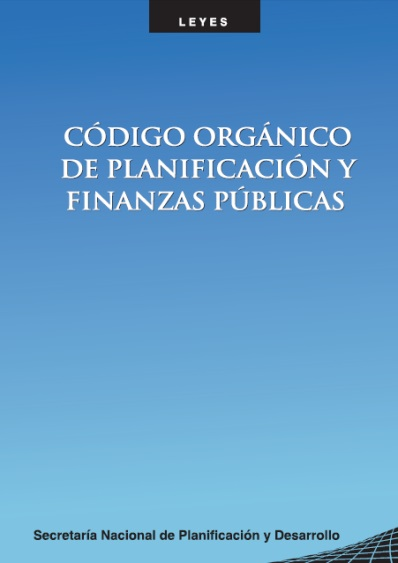 LEYES
CÓDIGO ORGÁNICO
DE PLANIFICACIÓN Y
FINANZAS PÚBLICAS
Secretaría Nacional de Planificación y Desarrollo